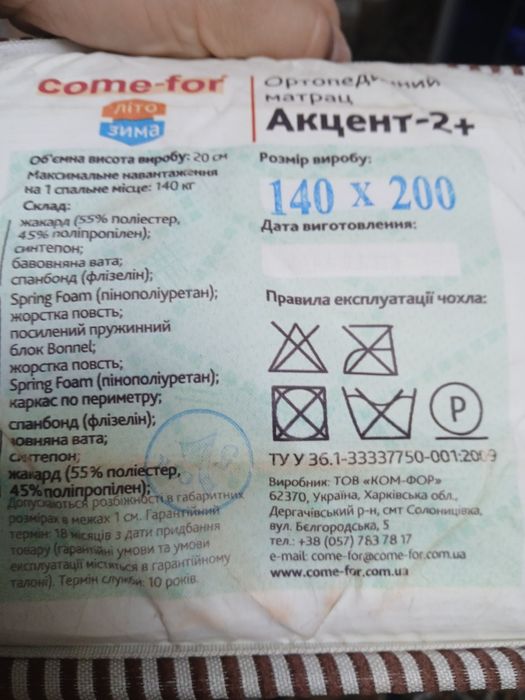 come-for
літо
зима
Ортопедичний
матрац
Акцент-2+
Об'ємна висота виробу: 20 см
Максимальне навантаження
на 1 спальне місце: 140 кг
Склад:
жакард (55% поліестер,
45% поліпропілен);
синтепон;
бавовняна вата;
спанбонд (флізелін);
Spring Foam (пінополіуретан);
жорстка повсть;
посилений пружинний
блок Bonnel;
жорстка повсть;
Spring Foam (пінополіуретан);
каркас по периметру;
спанбонд (флізелін);
бовняна вата;
синтепон;
жакард (55% поліестер,
45% поліпропілен);
Допускаються розбіжності в габаритних
розмірах в межах 1 см. Гарантійний
термін: 18 місяців з дати придбання
товару (гарантійні умови та умови
експлуатації містяться в гарантійному
талоні). Термін служби: 10 років.
Розмір виробу:
140 x 200
Дата виготовлення:
Правила експлуатації чохла:
P
ТУ У 36.1-33337750-001:2009
Виробник: ТОВ «КОМ-ФОР»
62370, Україна, Харківська обл.,
Дергачівський р-н, смт Солоницівка,
вул. Бєлгородська, 5
тел.: +38 (057) 783 78 17
e-mail: come-for@come-for.com.ua
www.come-for.com.ua